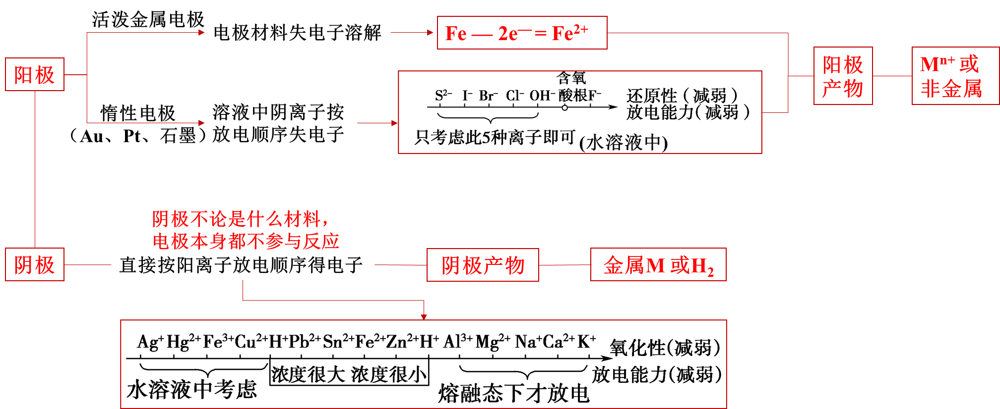 活泼金属电极
电极材料失电子溶解
Fe — 2e⁻ = Fe²⁺
阳极
惰性电极
(Au、Pt、石墨)
溶液中阴离子按
放电顺序失电子
含氧
S²⁻ I⁻ Br⁻ Cl⁻ OH⁻ 酸根F⁻
还原性(减弱)
放电能力(减弱)
只考虑此5种离子即可 (水溶液中)
阳极
产物
Mⁿ⁺或
非金属
阴极不论是什么材料,
电极本身都不参与反应
阴极
直接按阳离子放电顺序得电子
阴极产物
金属M 或H₂
Ag⁺ Hg²⁺ Fe³⁺ Cu²⁺ H⁺ Pb²⁺ Sn²⁺ Fe²⁺ Zn²⁺ H⁺ Al³⁺ Mg²⁺ Na⁺ Ca²⁺ K⁺
氧化性(减弱)
浓度很大 浓度很小
放电能力(减弱)
水溶液中考虑
熔融态下才放电